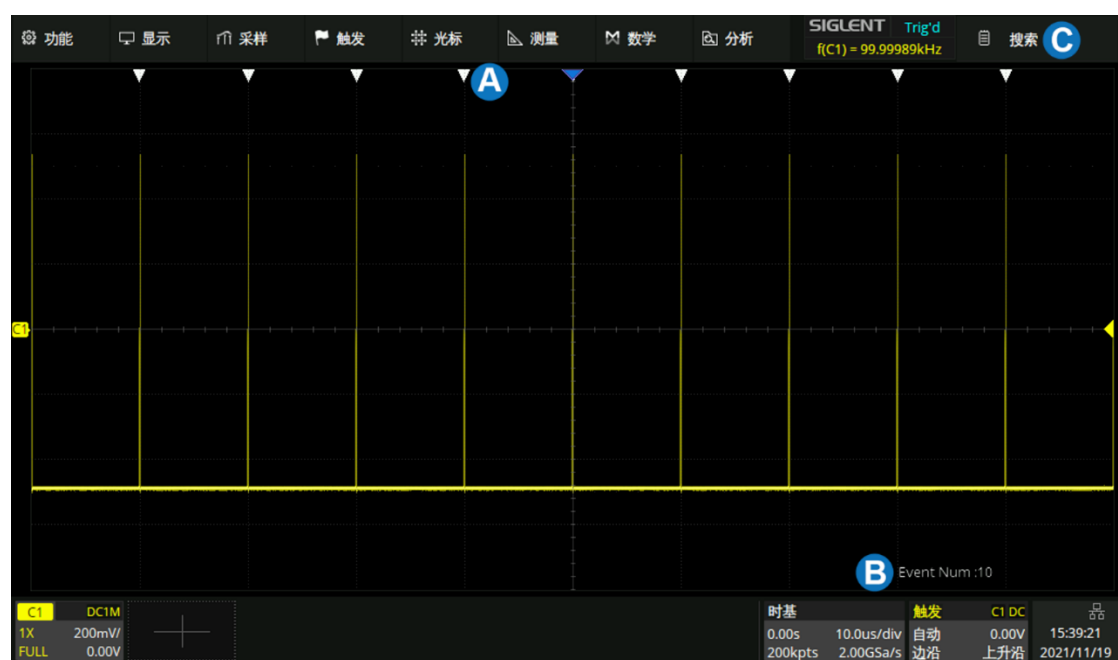 功能 显示 采样 触发 光标 测量 数学 分析
SIGLENT Trig'd
f(C1) = 99.99989kHz
搜索 C
A
C1
B Event Num :10
C1 DC1M
1X 200mV/
FULL 0.00V
时基
0.00s 10.0us/div
200kpts 2.00GSa/s
触发 C1 DC
自动 0.00V
边沿 上升沿
15:39:21
2021/11/19